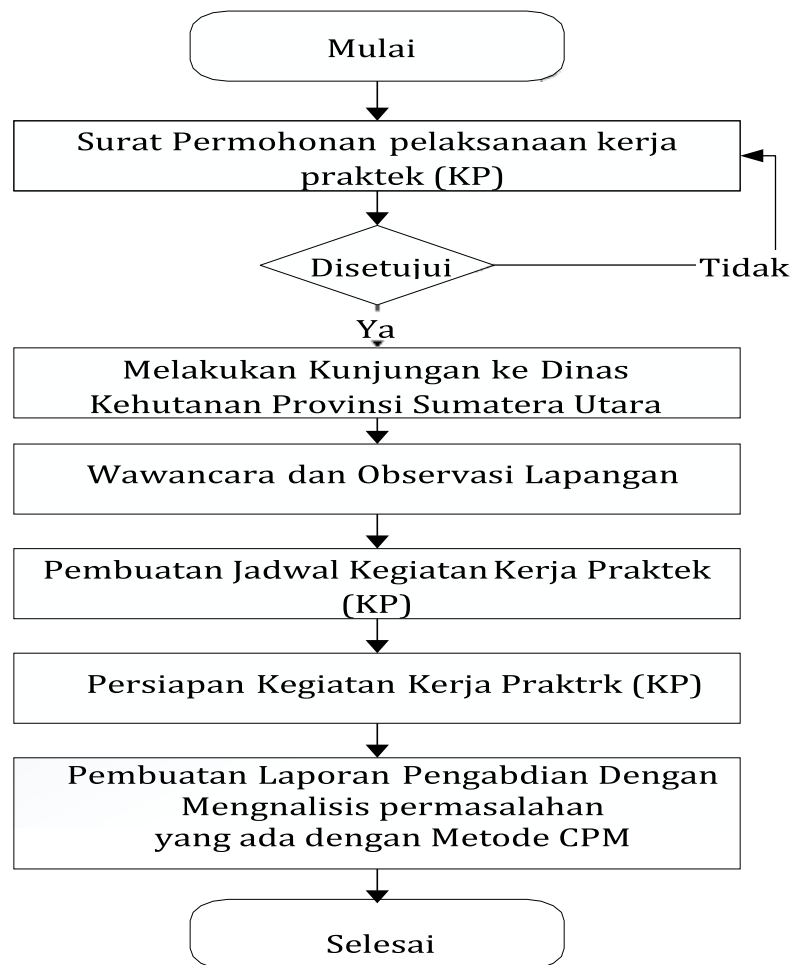 Mulai
Surat Permohonan pelaksanaan kerja
praktek (KP)
Disetujui
Tidak
Ya
Melakukan Kunjungan ke Dinas
Kehutanan Provinsi Sumatera Utara
Wawancara dan Observasi Lapangan
Pembuatan Jadwal Kegiatan Kerja Praktek
(KP)
Persiapan Kegiatan Kerja Praktrk (KP)
Pembuatan Laporan Pengabdian Dengan
Mengnalisis permasalahan
yang ada dengan Metode CPM
Selesai